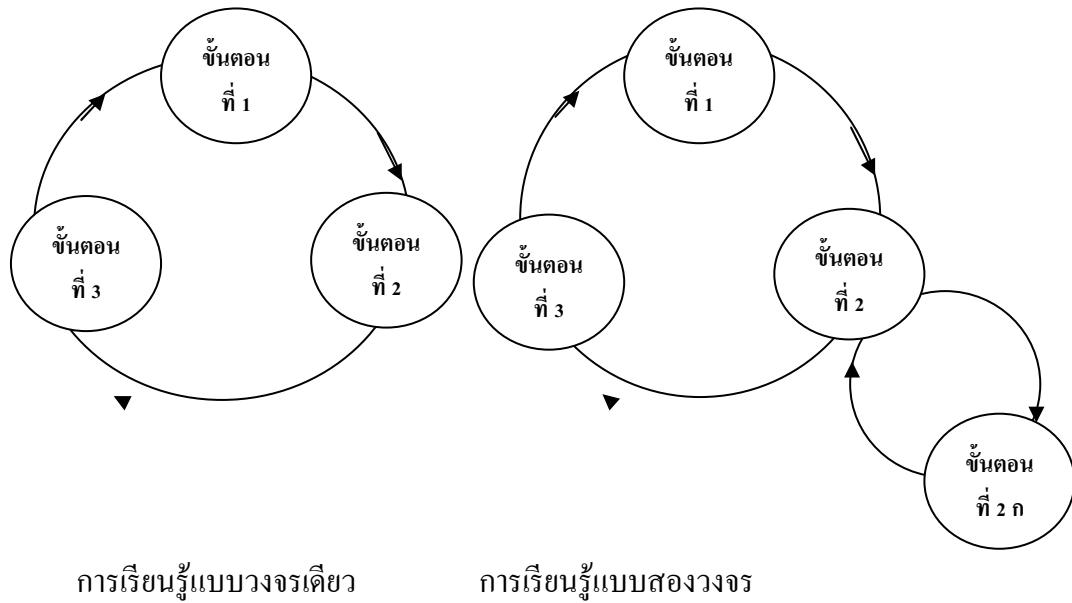 ขั้นตอน
ที่ 1
ขั้นตอน
ที่ 2
ขั้นตอน
ที่ 3
การเรียนรู้แบบวงจรเดียว
ขั้นตอน
ที่ 1
ขั้นตอน
ที่ 2
ขั้นตอน
ที่ 3
ขั้นตอน
ที่ 2 ก
การเรียนรู้แบบสองวงจร